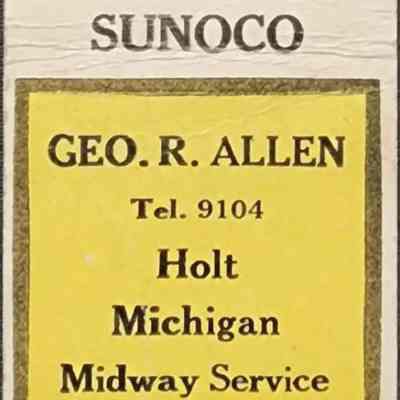 SUNOCO
GEO. R. ALLEN
Tel. 9104
Holt
Michigan
Midway Service